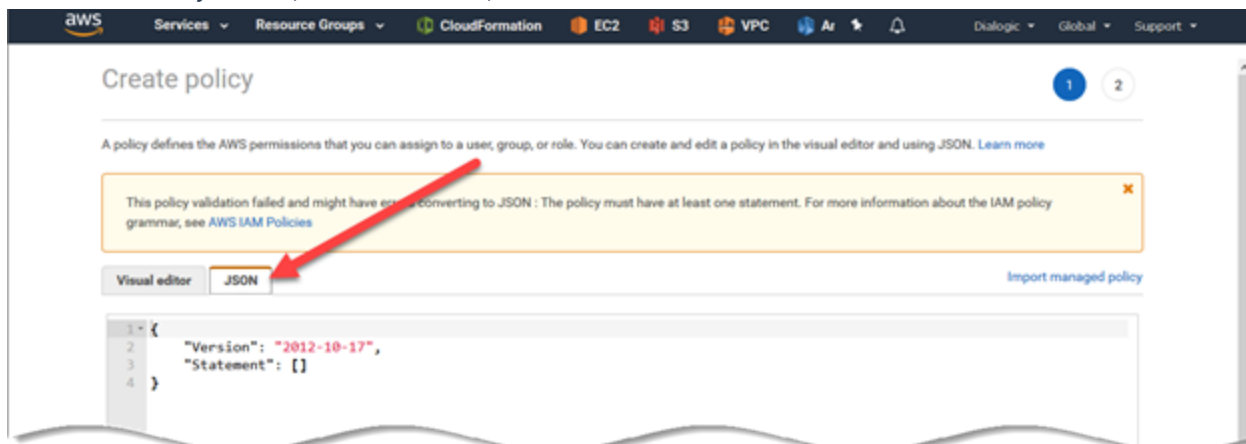 aws Services Resource Groups CloudFormation EC2 S3 VPC Dialogic Global Support
Create policy 1 2
A policy defines the AWS permissions that you can assign to a user, group, or role. You can create and edit a policy in the visual editor and using JSON. Learn more
This policy validation failed and might have converting to JSON : The policy must have at least one statement. For more information about the IAM policy
grammar, see AWS IAM Policies
Visual editor JSON Import managed policy
1 {
2 "Version": "2012-10-17",
3 "Statement": []
4 }